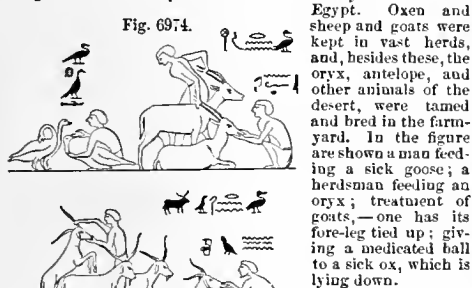 Fig. 6974.
Egypt. Oxen and
sheep and goats were
kept in vast herds,
and, besides these, the
oryx, antelope, and
other animals of the
desert, were tamed
and bred in the farm-
yard. In the figure
are shown a man feed-
ing a sick goose; a
herdsman feeding an
oryx; treatment of
goats,—one has its
fore-leg tied up; giv-
ing a medicated ball
to a sick ox, which is
lying down.